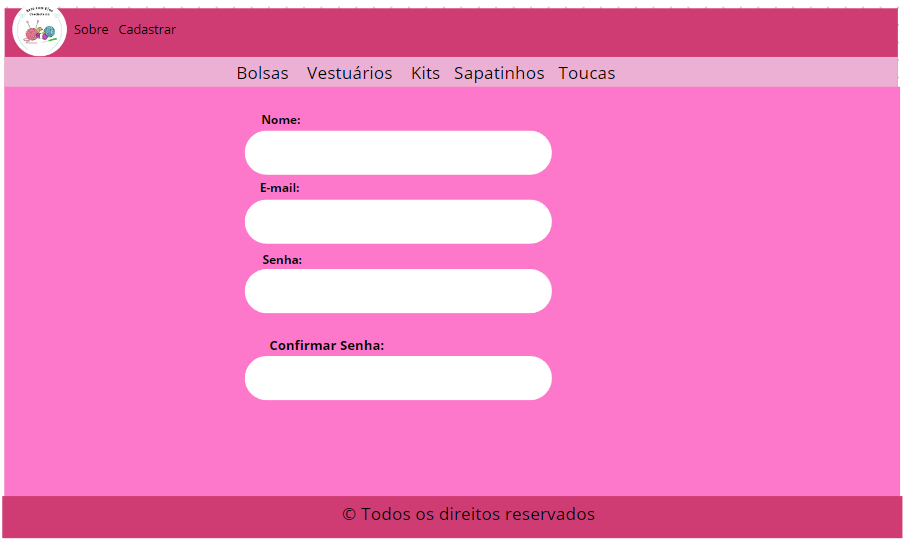 Sobre Cadastrar
Bolsas Vestuários Kits Sapatinhos Toucas
Nome:
E-mail:
Senha:
Confirmar Senha:
© Todos os direitos reservados